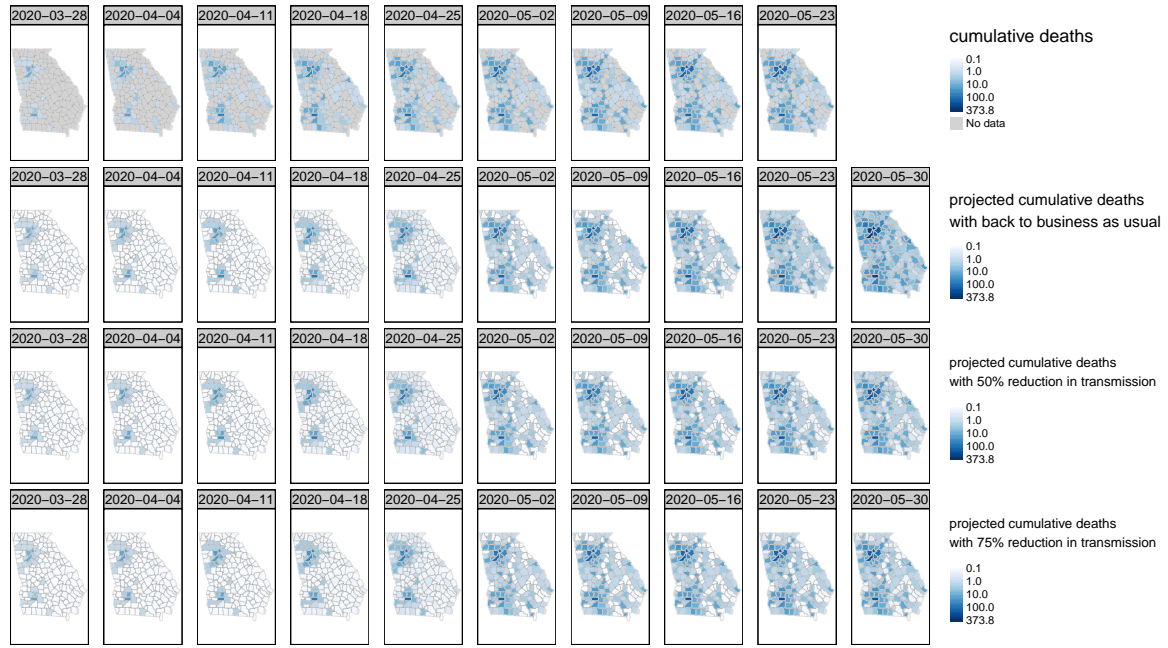 2020−03−28 2020−04−04 2020−04−11 2020−04−18 2020−04−25 2020−05−02 2020−05−09 2020−05−16 2020−05−23
cumulative deaths
0.1
1.0
10.0
100.0
373.8
No data
2020−03−28 2020−04−04 2020−04−11 2020−04−18 2020−04−25 2020−05−02 2020−05−09 2020−05−16 2020−05−23 2020−05−30
projected cumulative deaths
with back to business as usual
0.1
1.0
10.0
100.0
373.8
2020−03−28 2020−04−04 2020−04−11 2020−04−18 2020−04−25 2020−05−02 2020−05−09 2020−05−16 2020−05−23 2020−05−30
projected cumulative deaths
with 50% reduction in transmission
0.1
1.0
10.0
100.0
373.8
2020−03−28 2020−04−04 2020−04−11 2020−04−18 2020−04−25 2020−05−02 2020−05−09 2020−05−16 2020−05−23 2020−05−30
projected cumulative deaths
with 75% reduction in transmission
0.1
1.0
10.0
100.0
373.8